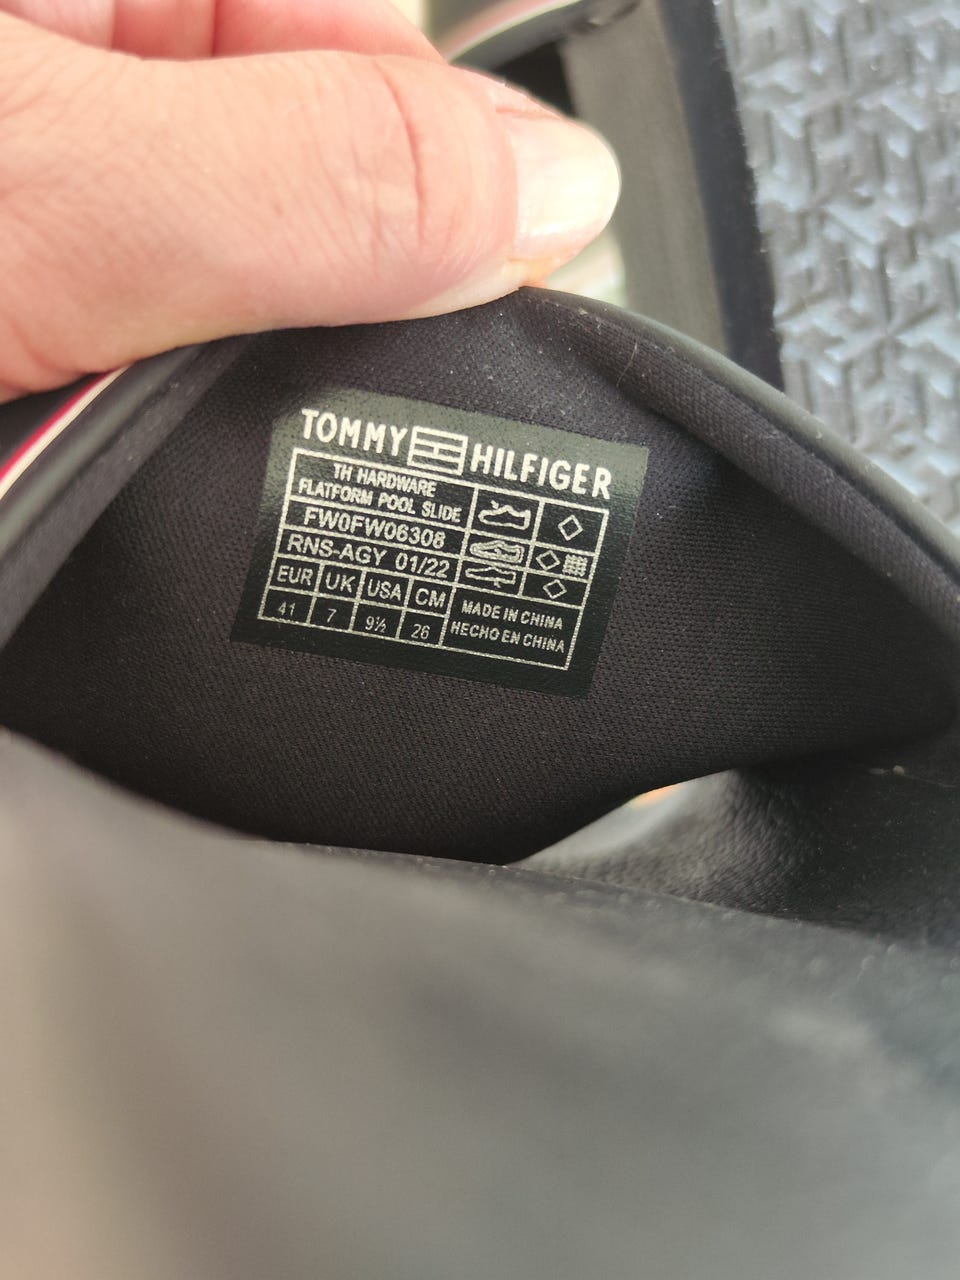 TOMMY HILFIGER
TH HARDWARE
FLATFORM POOL SLIDE
FW0FW06308
RNS-AGY 01/22
EUR UK USA CM
41 7 9½ 26
MADE IN CHINA
HECHO EN CHINA